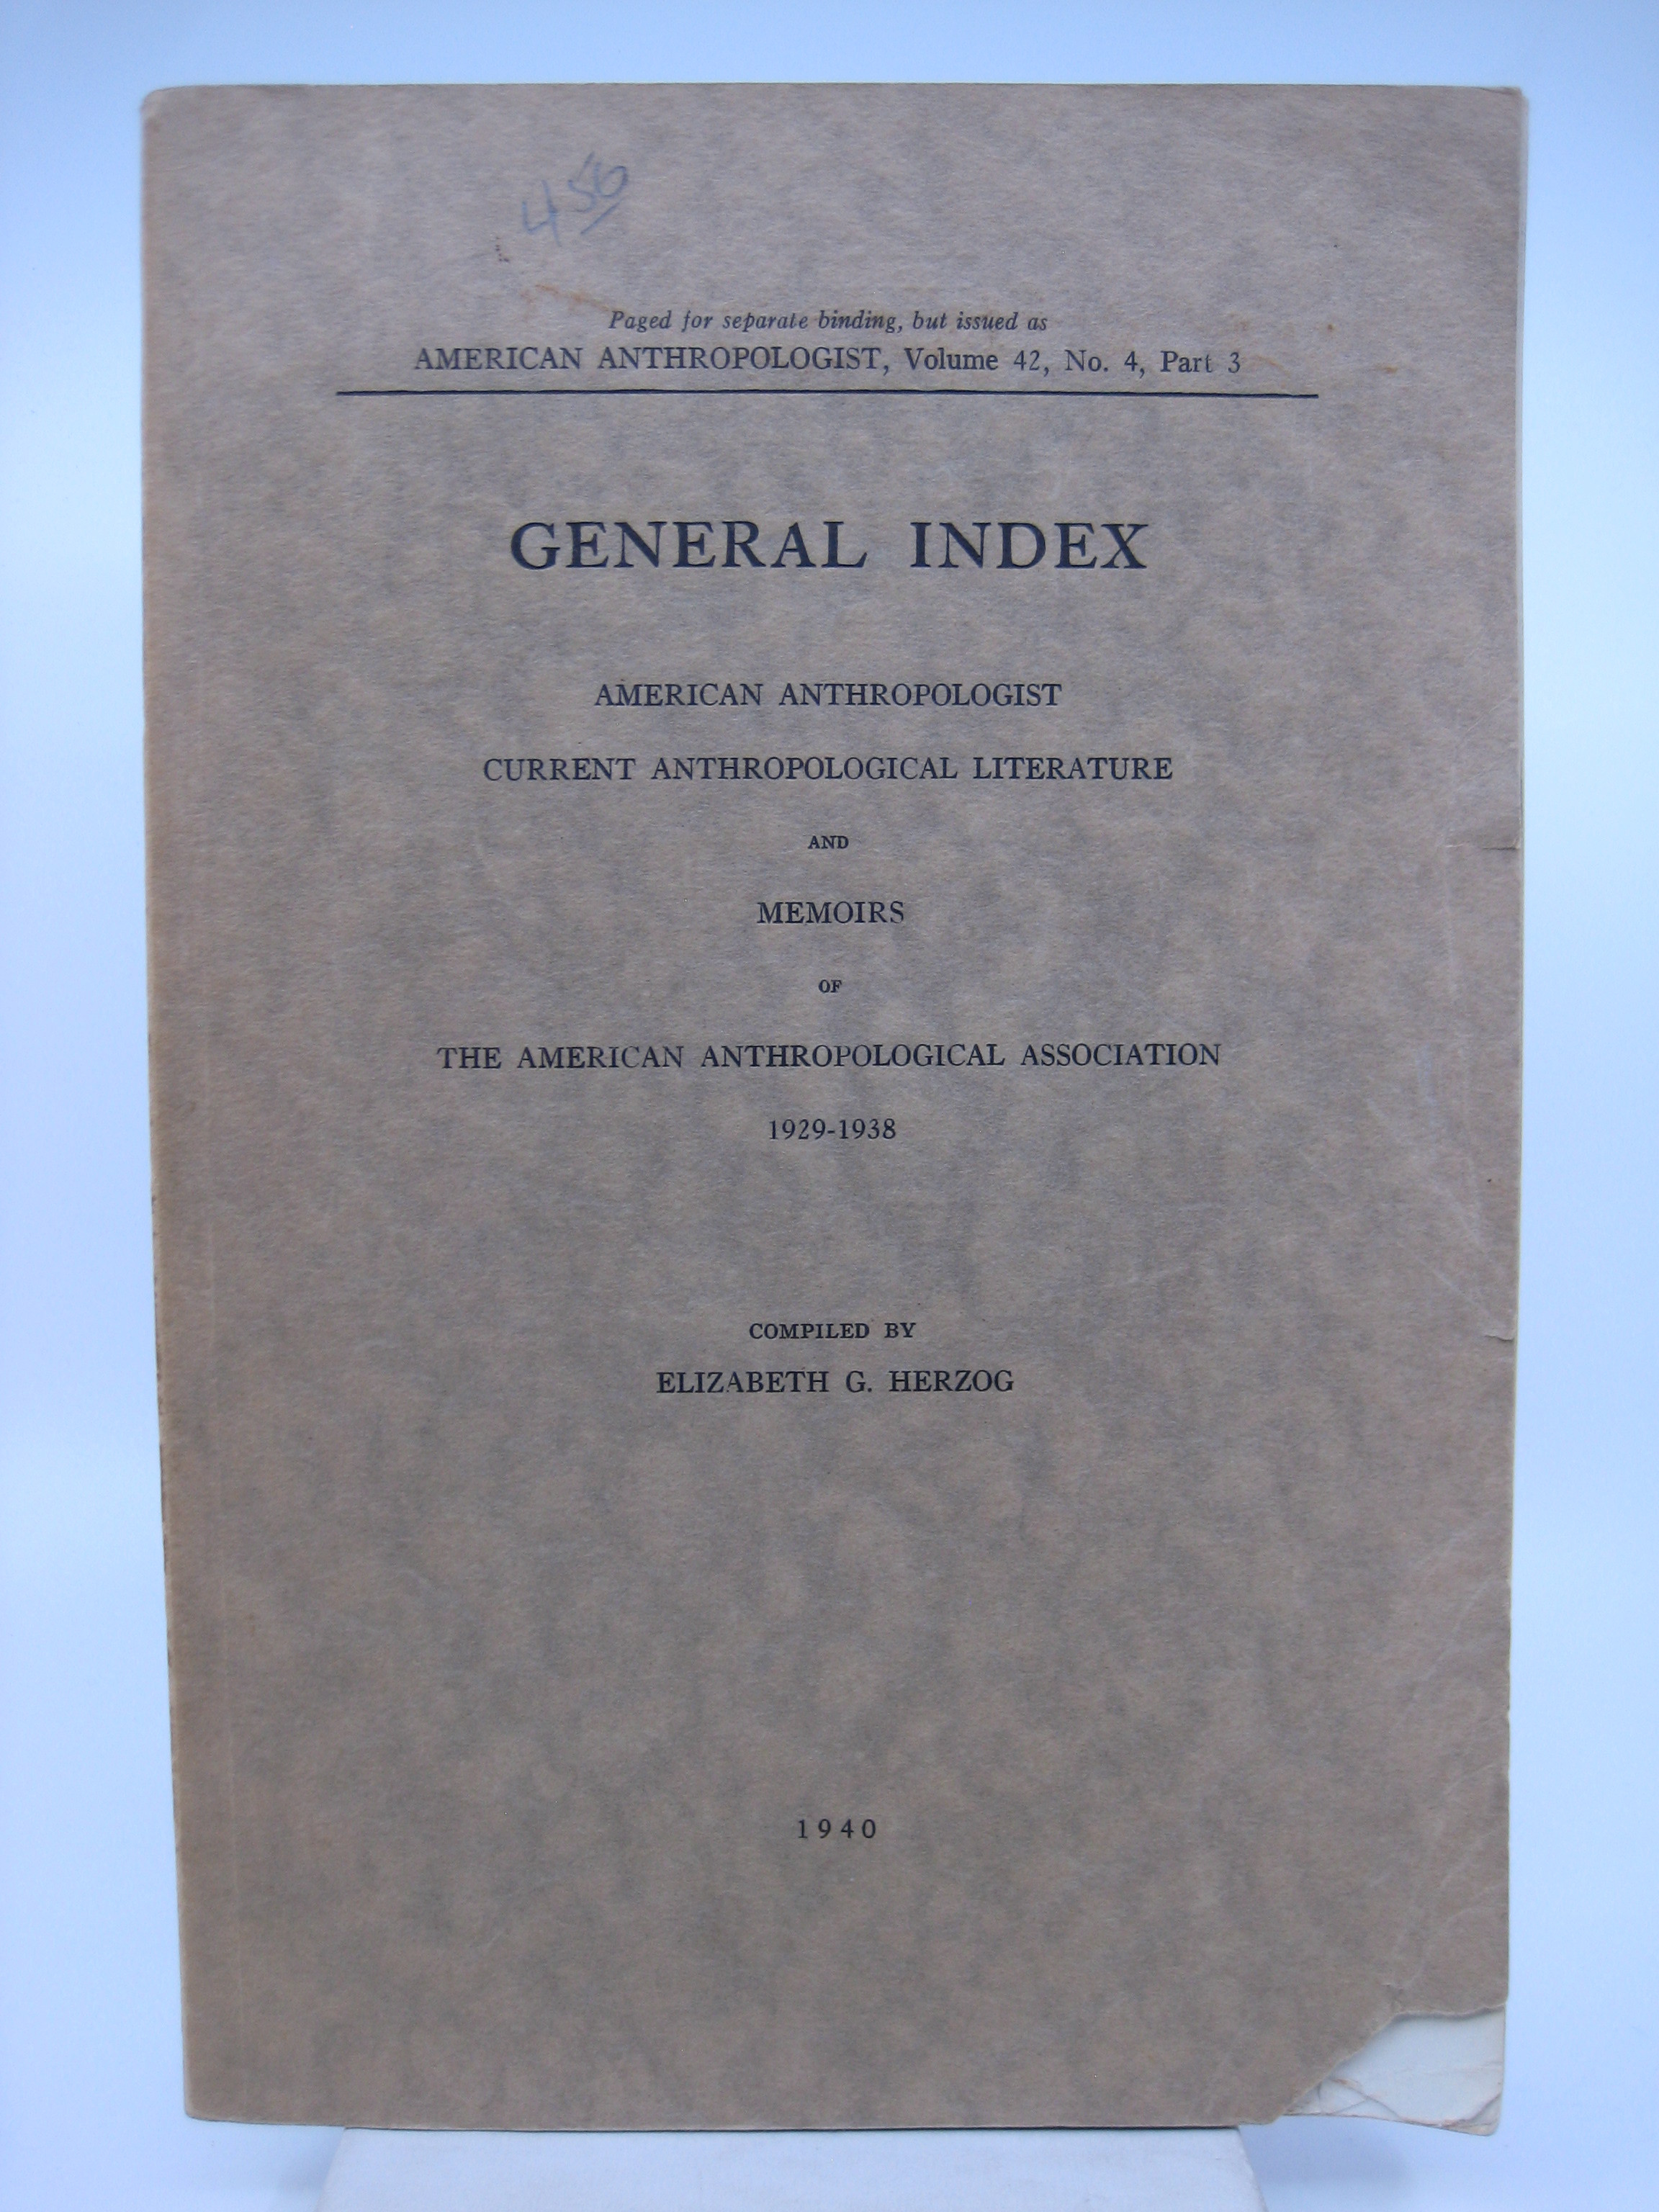 450
Paged for separate binding, but issued as
AMERICAN ANTHROPOLOGIST, Volume 42, No. 4, Part 3
GENERAL INDEX
AMERICAN ANTHROPOLOGIST
CURRENT ANTHROPOLOGICAL LITERATURE
AND
MEMOIRS
OF
THE AMERICAN ANTHROPOLOGICAL ASSOCIATION
1929-1938
COMPILED BY
ELIZABETH G. HERZOG
1940